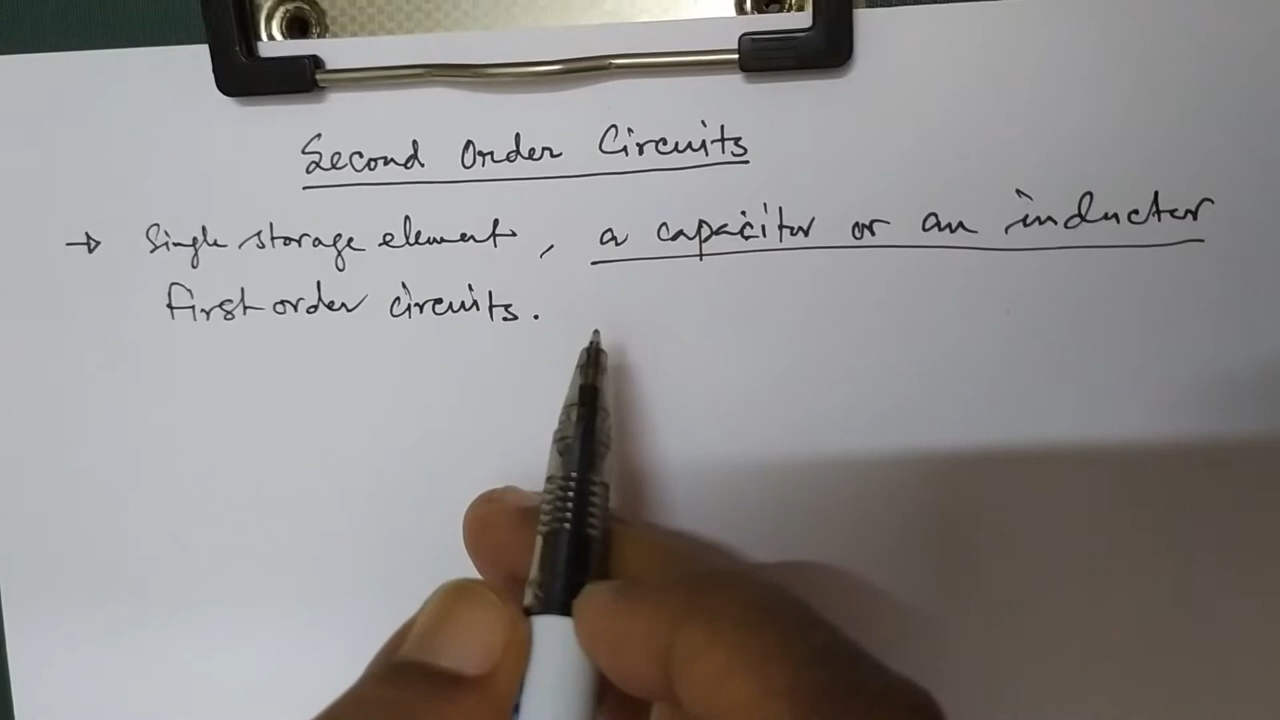 Second Order Circuits
→ Single storage element, a capacitor or an inductor
first order circuits.